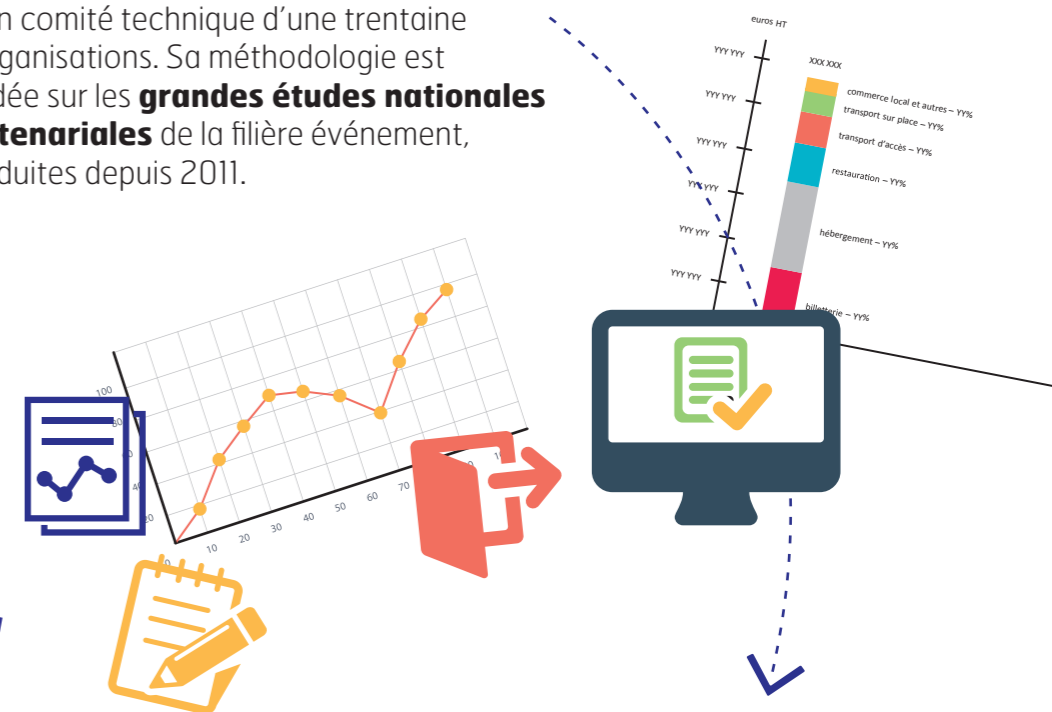 n comité technique d'une trentaine
ganisations. Sa méthodologie est
dée sur les grandes études nationales
tenariales de la filière événement,
duites depuis 2011.
euros HT
YYY YYY
YYY YYY
YYY YYY
YYY YYY
YYY YYY
YYY YYY
XXX XXX
commerce local et autres – YY%
transport sur place – YY%
transport d'accès – YY%
restauration – YY%
hébergement – YY%
billetterie – YY%
100
80
60
40
20
0
10
20
30
40
50
60
70